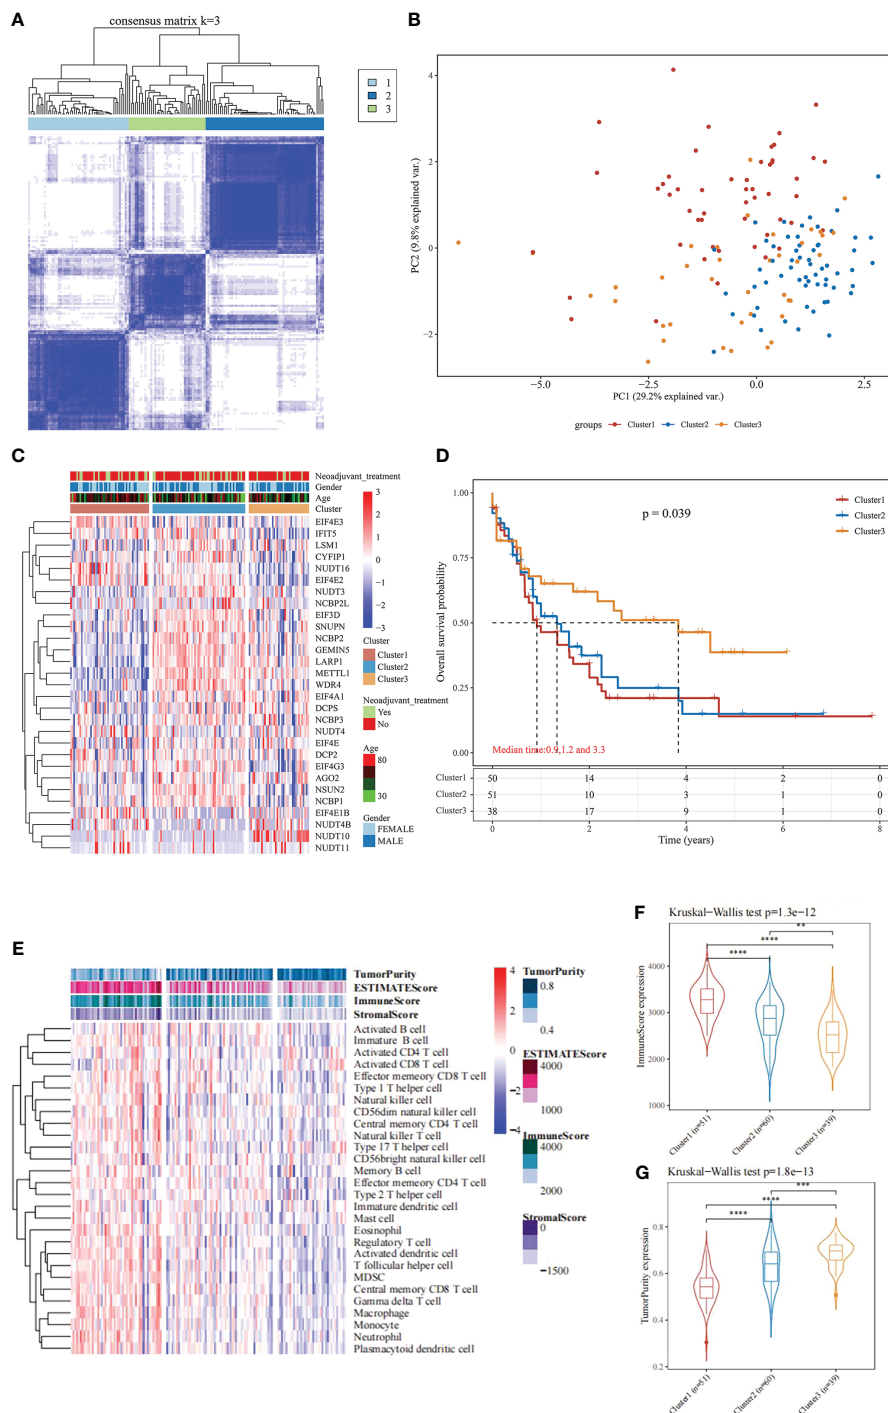 A
consensus matrix k=3
1
2
3
B
4
2
0
−2
PC2 (9.8% explained var.)
−5.0
−2.5
0.0
2.5
PC1 (29.2% explained var.)
groups
Cluster1
Cluster2
Cluster3
C
Neoadjuvant_treatment
Gender
Age
Cluster
EIF4E3
IFIT5
LSM1
CYFIP1
NUDT16
EIF4E2
NUDT3
NCBP2L
EIF3D
SNUPN
NCBP2
GEMIN5
LARP1
METTL1
WDR4
EIF4A1
DCPS
NCBP3
NUDT4
EIF4E
DCP2
EIF4G3
AGO2
NSUN2
NCBP1
EIF4E1B
NUDT4B
NUDT10
NUDT11
3
2
1
0
−1
−2
−3
Cluster
Cluster1
Cluster2
Cluster3
Neoadjuvant_treatment
Yes
No
Age
80
30
Gender
FEMALE
MALE
D
1.00
0.75
0.50
0.25
0.00
Overall survival probability
p = 0.039
Cluster1
Cluster2
Cluster3
Median time:0.9,1.2 and 3.3
Cluster1 50 14 4 2 0
Cluster2 51 10 3 1 0
Cluster3 38 17 9 1 0
0 2 4 6 8
Time (years)
E
TumorPurity
ESTIMATEScore
ImmuneScore
StromalScore
Activated B cell
Immature B cell
Activated CD4 T cell
Activated CD8 T cell
Effector memeory CD8 T cell
Type 1 T helper cell
Natural killer cell
CD56dim natural killer cell
Central memory CD4 T cell
Natural killer T cell
Type 17 T helper cell
CD56bright natural killer cell
Memory B cell
Effector memeory CD4 T cell
Type 2 T helper cell
Immature dendritic cell
Mast cell
Eosinophil
Regulatory T cell
Activated dendritic cell
T follicular helper cell
MDSC
Central memory CD8 T cell
Gamma delta T cell
Macrophage
Monocyte
Neutrophil
Plasmacytoid dendritic cell
4
2
0
−2
−4
TumorPurity
0.8
0.4
ESTIMATEScore
4000
1000
ImmuneScore
4000
2000
StromalScore
0
−1500
F
Kruskal−Wallis test p=1.3e−12
**
****
****
4000
3000
2000
1000
ImmuneScore expression
Cluster1 (n=51)
Cluster2 (n=60)
Cluster3 (n=39)
G
Kruskal−Wallis test p=1.8e−13
***
****
****
0.8
0.6
0.4
0.2
TumorPurity expression
Cluster1 (n=51)
Cluster2 (n=60)
Cluster3 (n=39)